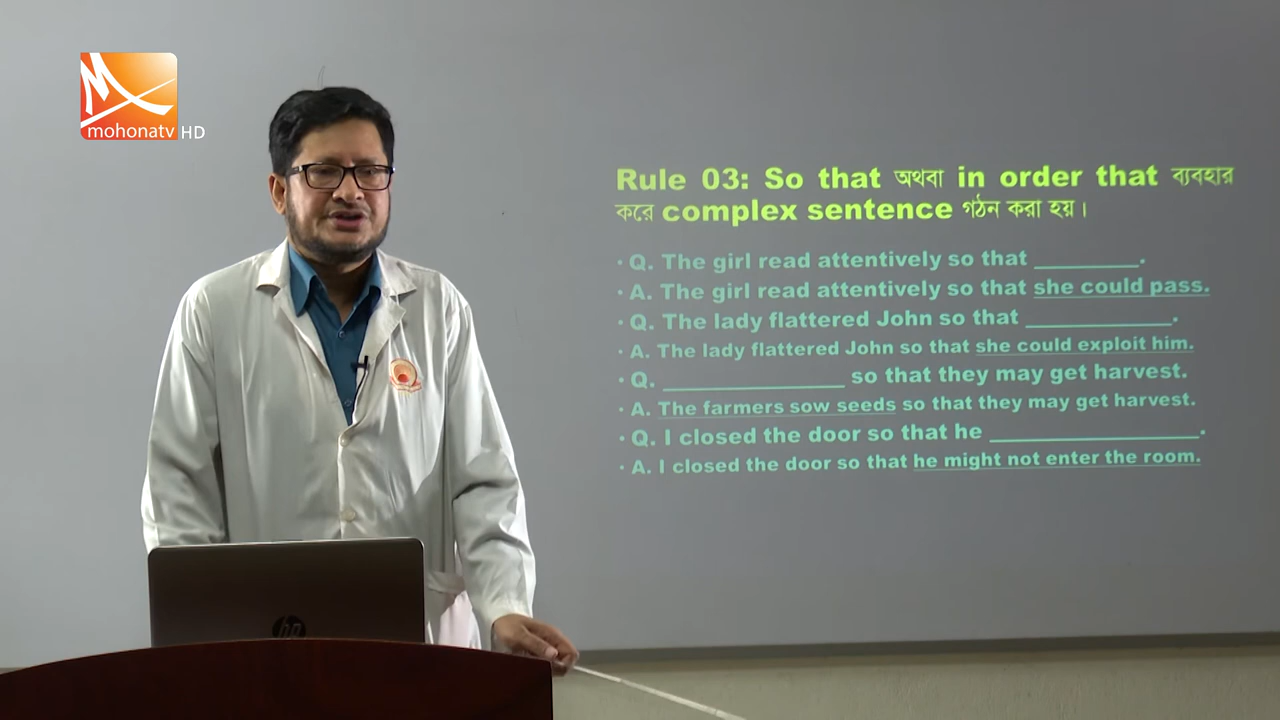 mohonatv HD
Rule 03: So that অথবা in order that ব্যবহার
করে complex sentence গঠন করা হয়।
• Q. The girl read attentively so that _________.
• A. The girl read attentively so that she could pass.
• Q. The lady flattered John so that ____________.
• A. The lady flattered John so that she could exploit him.
• Q. _______________ so that they may get harvest.
• A. The farmers sow seeds so that they may get harvest.
• Q. I closed the door so that he _________________.
• A. I closed the door so that he might not enter the room.
hp